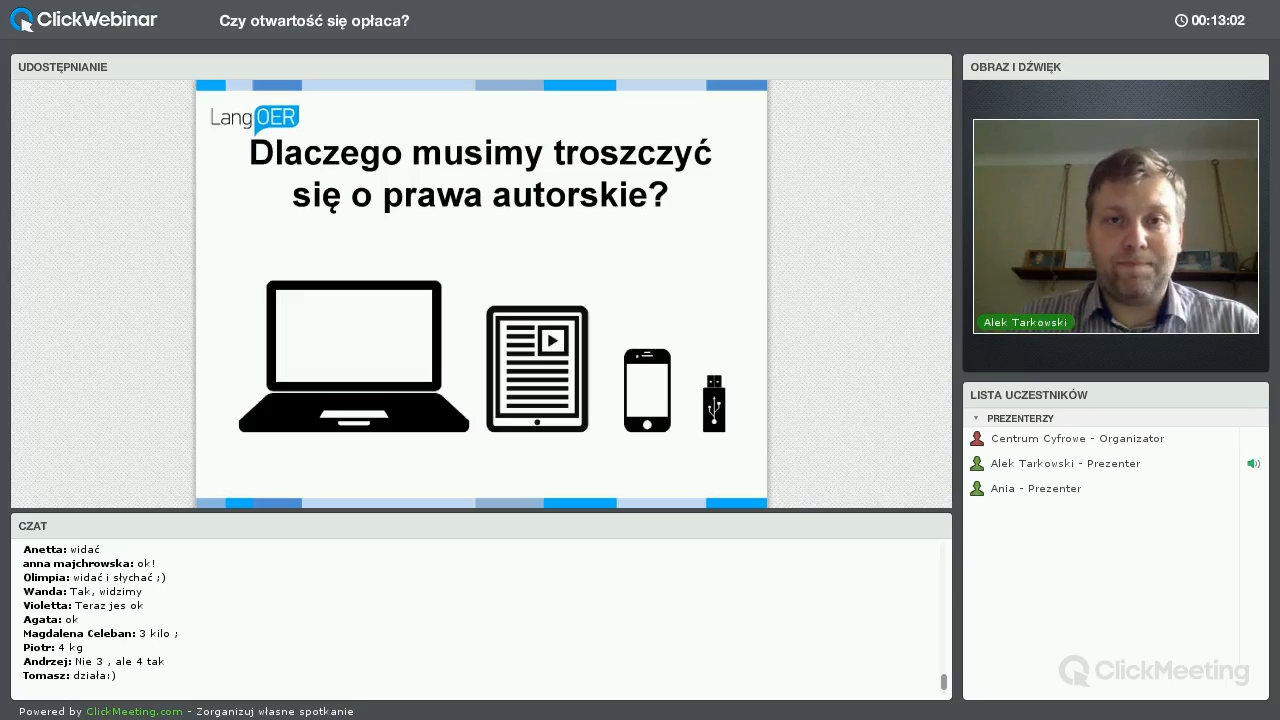 ClickWebinar
Czy otwartość się opłaca?
00:13:02
UDOSTĘPNIANIE
LangOER
Dlaczego musimy troszczyć
się o prawa autorskie?
OBRAZ I DŹWIĘK
Alek Tarkowski
LISTA UCZESTNIKÓW
PREZENTERZY
Centrum Cyfrowe - Organizator
Alek Tarkowski - Prezenter
Ania - Prezenter
CZAT
Anetta: widać
anna majchrowska: ok!
Olimpia: widać i słychać ;)
Wanda: Tak, widzimy
Violetta: Teraz jes ok
Agata: ok
Magdalena Celeban: 3 kilo ;
Piotr: 4 kg
Andrzej: Nie 3 , ale 4 tak
Tomasz: działa:)
ClickMeeting
Powered by ClickMeeting.com - Zorganizuj własne spotkanie